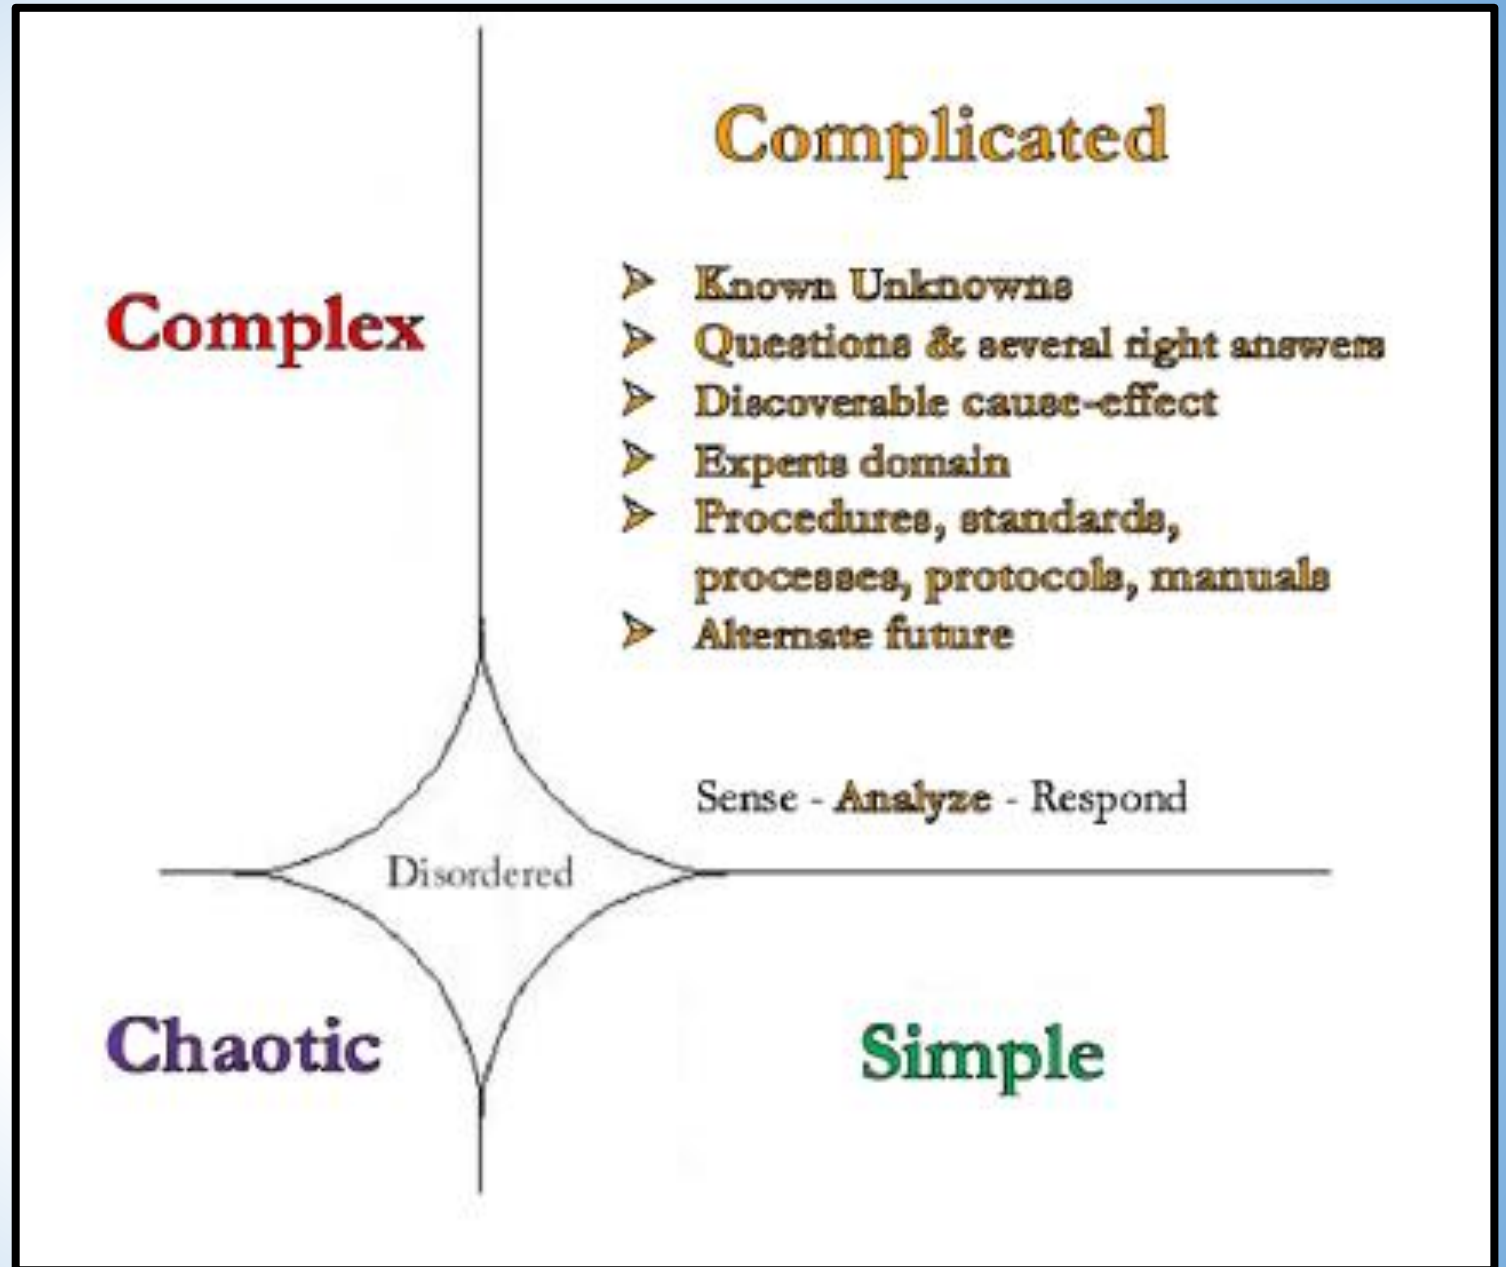 Complicated
Complex
Known Unknowns
Questions & several right answers
Discoverable cause-effect
Experts domain
Procedures, standards,
processes, protocols, manuals
Alternate future
Sense - Analyze - Respond
Disordered
Chaotic
Simple